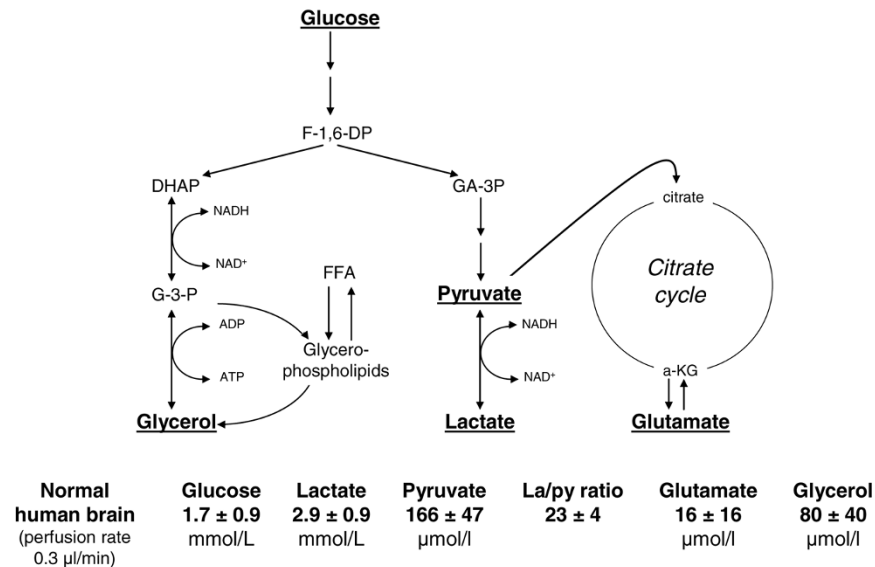 Glucose
F-1,6-DP
DHAP
GA-3P
citrate
NADH
NAD+
FFA
Citrate
cycle
G-3-P
Pyruvate
ADP
NADH
Glycero-
phospholipids
ATP
NAD+
a-KG
Glycerol
Lactate
Glutamate
Normal Glucose Lactate Pyruvate La/py ratio Glutamate Glycerol
human brain 1.7 ± 0.9 2.9 ± 0.9 166 ± 47 23 ± 4 16 ± 16 80 ± 40
(perfusion rate mmol/L mmol/L µmol/l µmol/l µmol/l
0.3 µl/min)